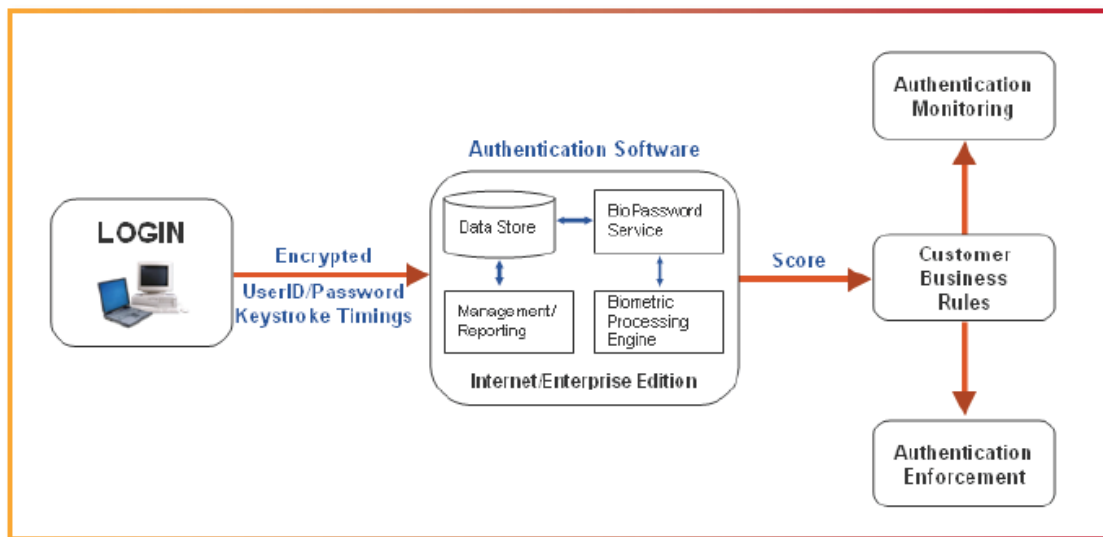 LOGIN
Encrypted
UserID/Password
Keystroke Timings
Authentication Software
Data Store
BioPassword
Service
Management/
Reporting
Biometric
Processing
Engine
Internet/Enterprise Edition
Score
Authentication
Monitoring
Customer
Business
Rules
Authentication
Enforcement